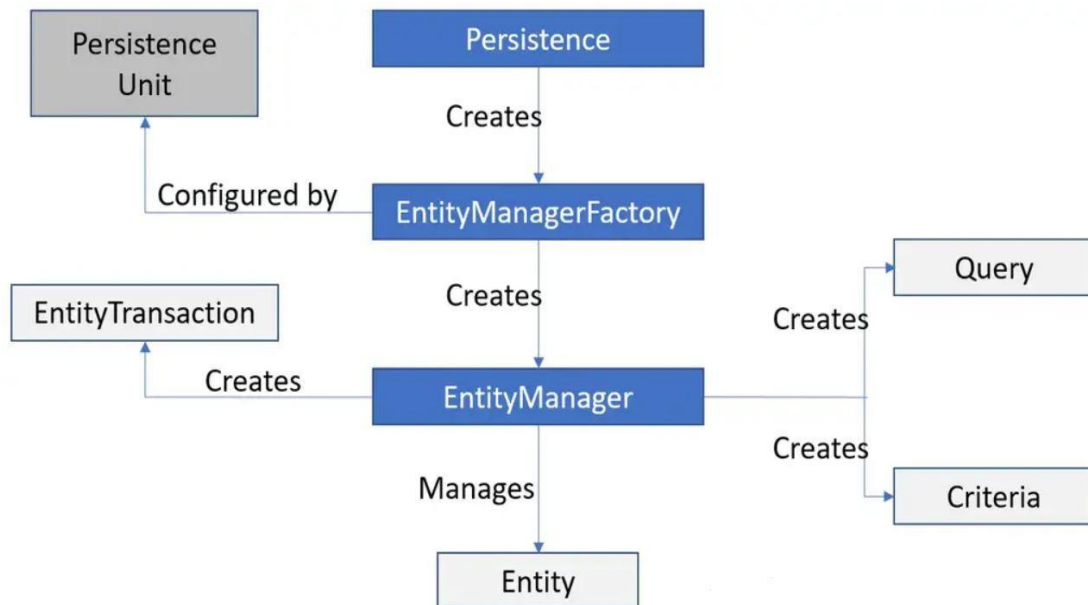 Persistence
Unit
Persistence
Creates
Configured by
EntityManagerFactory
Creates
Query
EntityTransaction
Creates
Creates
EntityManager
Creates
Manages
Criteria
Entity